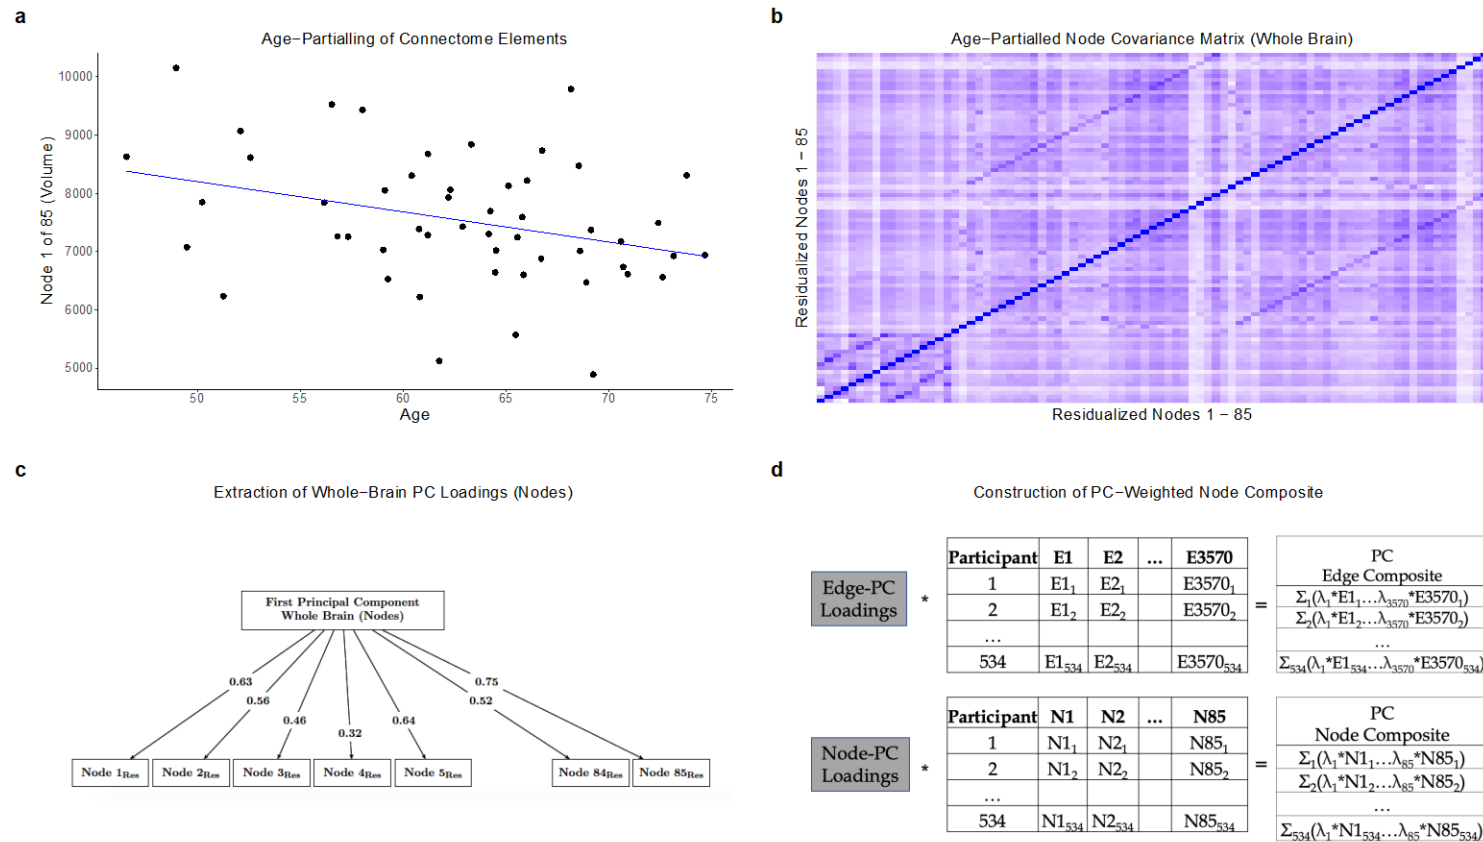 a
Age−Partialling of Connectome Elements
Node 1 of 85 (Volume)
10000
9000
8000
7000
6000
5000
50 55 60 65 70 75
Age
b
Age−Partialled Node Covariance Matrix (Whole Brain)
Residualized Nodes 1 − 85
Residualized Nodes 1 − 85
c
Extraction of Whole−Brain PC Loadings (Nodes)
First Principal Component
Whole Brain (Nodes)
0.63
0.56
0.46
0.32
0.64
0.52
0.75
Node 1Res Node 2Res Node 3Res Node 4Res Node 5Res Node 84Res Node 85Res
d
Construction of PC−Weighted Node Composite
Edge-PC
Loadings
*
Participant E1 E2 ... E3570
1 E1₁ E2₁ E3570₁
2 E1₂ E2₂ E3570₂
...
534 E1₅₃₄ E2₅₃₄ E3570₅₃₄
=
PC
Edge Composite
Σ₁(λ₁*E1₁...λ₃₅₇₀*E3570₁)
Σ₂(λ₁*E1₂...λ₃₅₇₀*E3570₂)
...
Σ₅₃₄(λ₁*E1₅₃₄...λ₃₅₇₀*E3570₅₃₄)
Node-PC
Loadings
*
Participant N1 N2 ... N85
1 N1₁ N2₁ N85₁
2 N1₂ N2₂ N85₂
...
534 N1₅₃₄ N2₅₃₄ N85₅₃₄
=
PC
Node Composite
Σ₁(λ₁*N1₁...λ₈₅*N85₁)
Σ₂(λ₁*N1₂...λ₈₅*N85₂)
...
Σ₅₃₄(λ₁*N1₅₃₄...λ₈₅*N85₅₃₄)